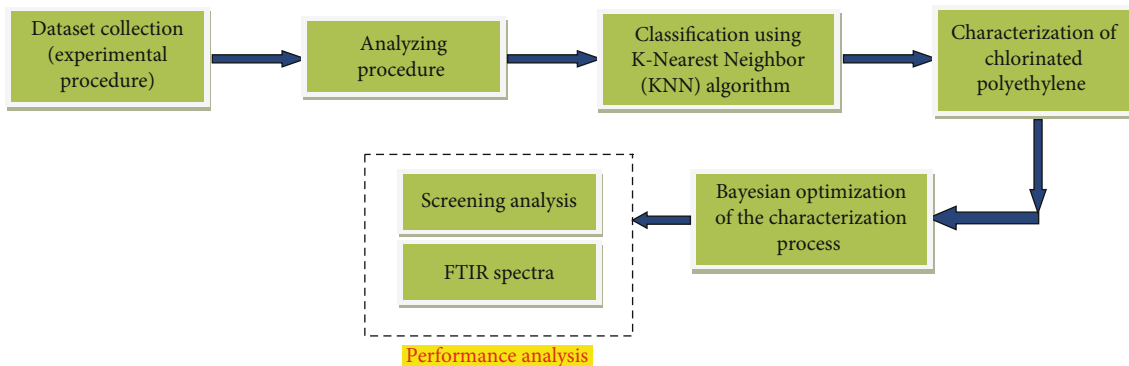 Dataset collection
(experimental
procedure)
Analyzing
procedure
Classification using
K-Nearest Neighbor
(KNN) algorithm
Characterization of
chlorinated
polyethylene
Bayesian optimization
of the characterization
process
Screening analysis
FTIR spectra
Performance analysis